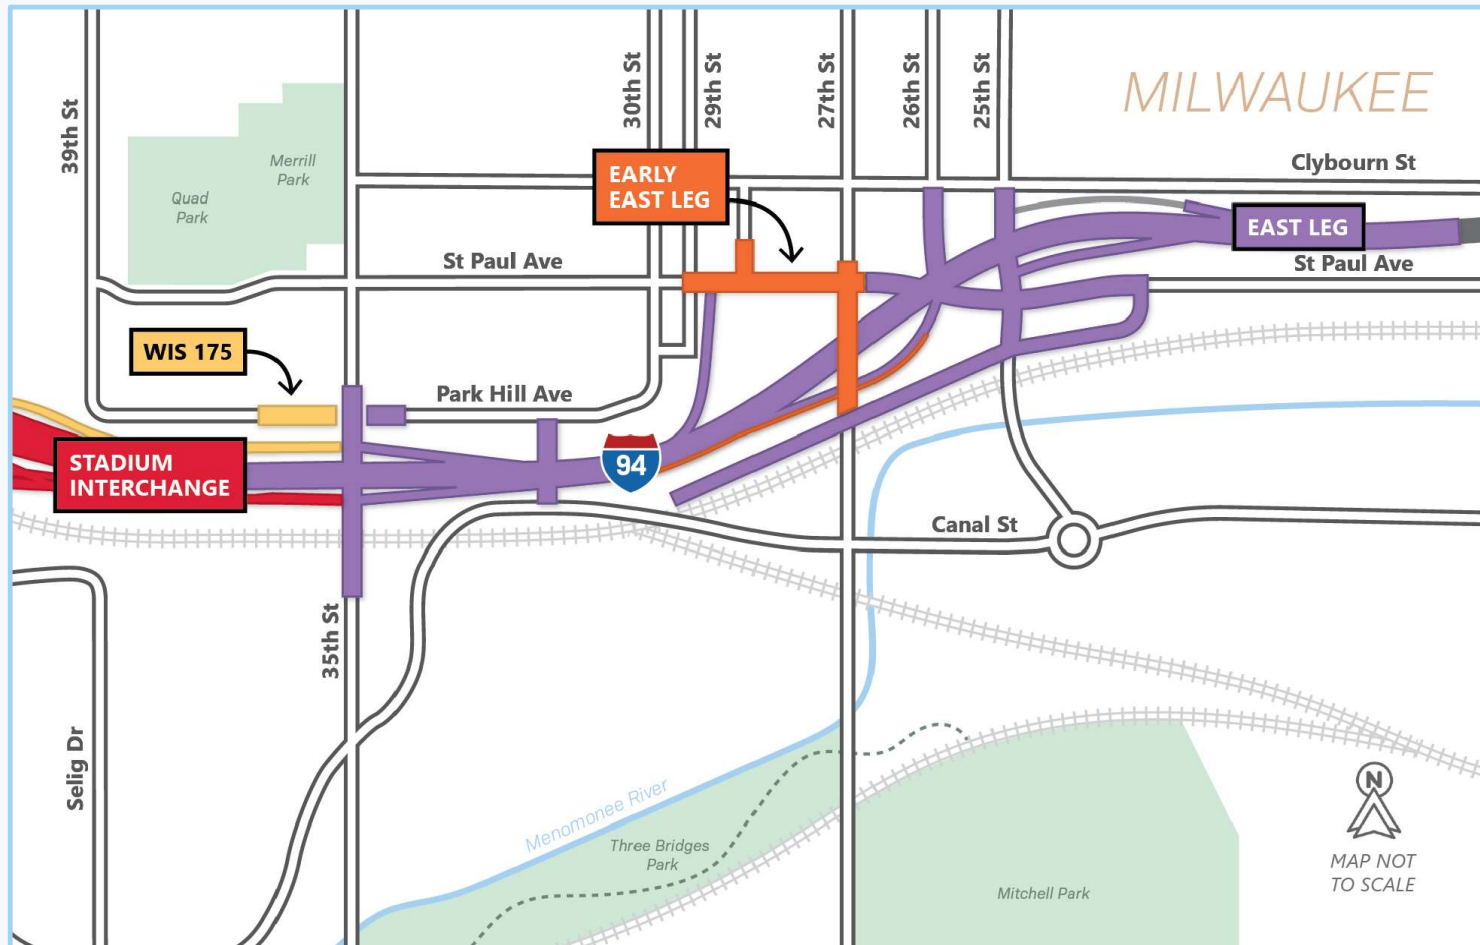 39th St
30th St
29th St
27th St
26th St
25th St
MILWAUKEE
Clybourn St
Merrill
Park
Quad
Park
EARLY
EAST LEG
EAST LEG
St Paul Ave
St Paul Ave
WIS 175
Park Hill Ave
STADIUM
INTERCHANGE
94
Canal St
35th St
Selig Dr
Menomonee River
Three Bridges
Park
Mitchell Park
N
MAP NOT
TO SCALE